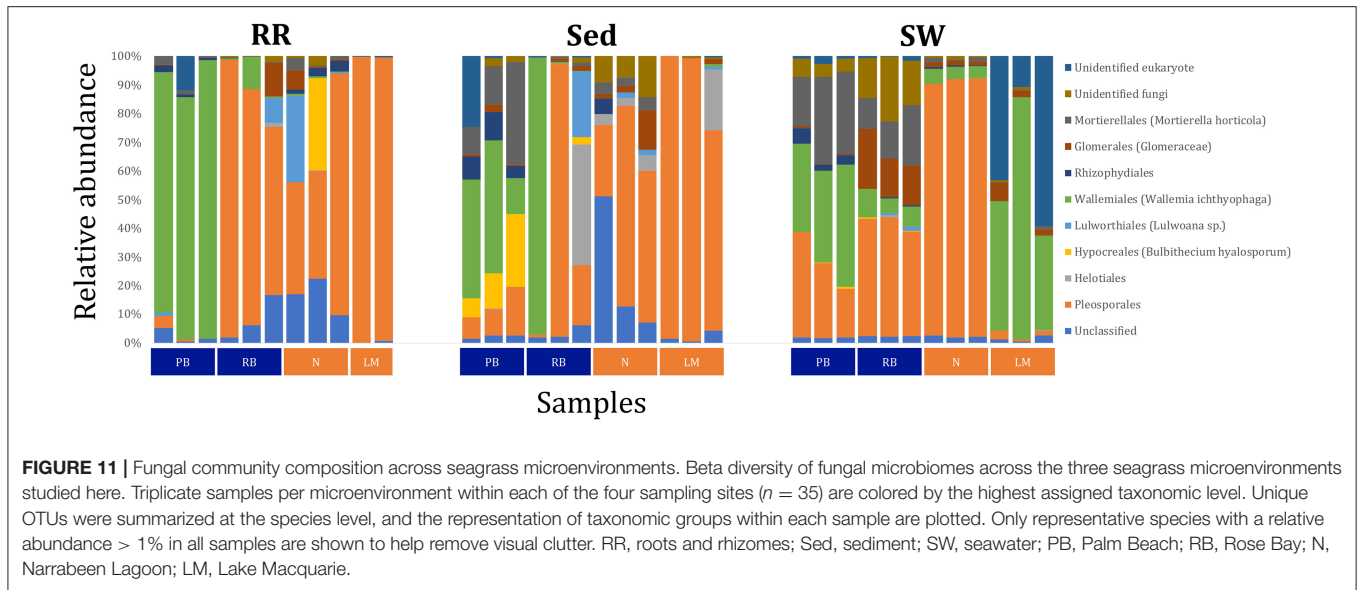 RR Sed SW
100%
90%
80%
70%
60%
50%
40%
30%
20%
10%
0%
Relative abundance
PB RB N LM
PB RB N LM
PB RB N LM
Samples
Unidentified eukaryote
Unidentified fungi
Mortierellales (Mortierella horticola)
Glomerales (Glomeraceae)
Rhizophydiales
Wallemiales (Wallemia ichthyophaga)
Lulworthiales (Lulwoana sp.)
Hypocreales (Bulbithecium hyalosporum)
Helotiales
Pleosporales
Unclassified
FIGURE 11 | Fungal community composition across seagrass microenvironments. Beta diversity of fungal microbiomes across the three seagrass microenvironments
studied here. Triplicate samples per microenvironment within each of the four sampling sites (n = 35) are colored by the highest assigned taxonomic level. Unique
OTUs were summarized at the species level, and the representation of taxonomic groups within each sample are plotted. Only representative species with a relative
abundance > 1% in all samples are shown to help remove visual clutter. RR, roots and rhizomes; Sed, sediment; SW, seawater; PB, Palm Beach; RB, Rose Bay; N,
Narrabeen Lagoon; LM, Lake Macquarie.